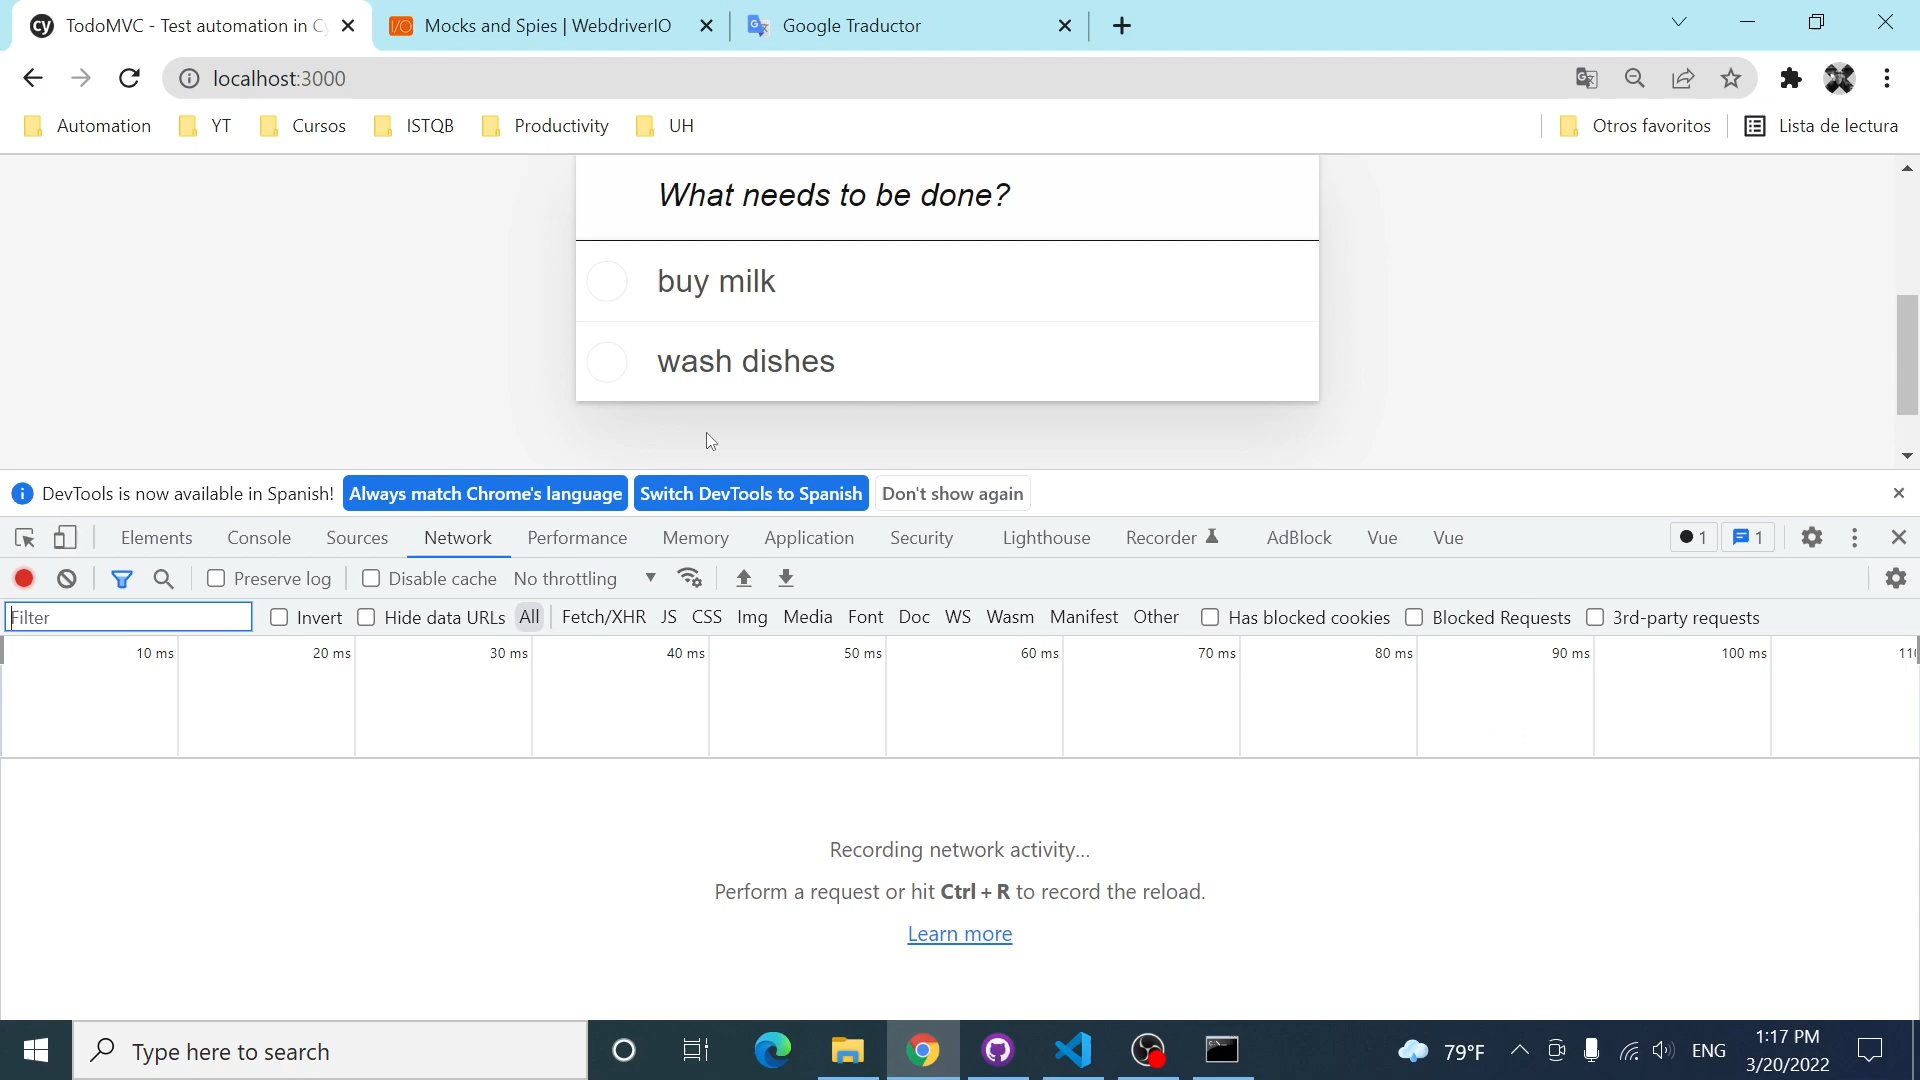 TodoMVC - Test automation in C
Mocks and Spies | WebdriverIO
Google Traductor
localhost:3000
Automation
YT
Cursos
ISTQB
Productivity
UH
Otros favoritos
Lista de lectura
What needs to be done?
buy milk
wash dishes
DevTools is now available in Spanish!
Always match Chrome's language
Switch DevTools to Spanish
Don't show again
Elements
Console
Sources
Network
Performance
Memory
Application
Security
Lighthouse
Recorder
AdBlock
Vue
Vue
1
1
Preserve log
Disable cache
No throttling
Filter
Invert
Hide data URLs
All
Fetch/XHR
JS
CSS
Img
Media
Font
Doc
WS
Wasm
Manifest
Other
Has blocked cookies
Blocked Requests
3rd-party requests
10 ms
20 ms
30 ms
40 ms
50 ms
60 ms
70 ms
80 ms
90 ms
100 ms
Recording network activity...
Perform a request or hit Ctrl + R to record the reload.
Learn more
Type here to search
79°F
ENG
1:17 PM
3/20/2022